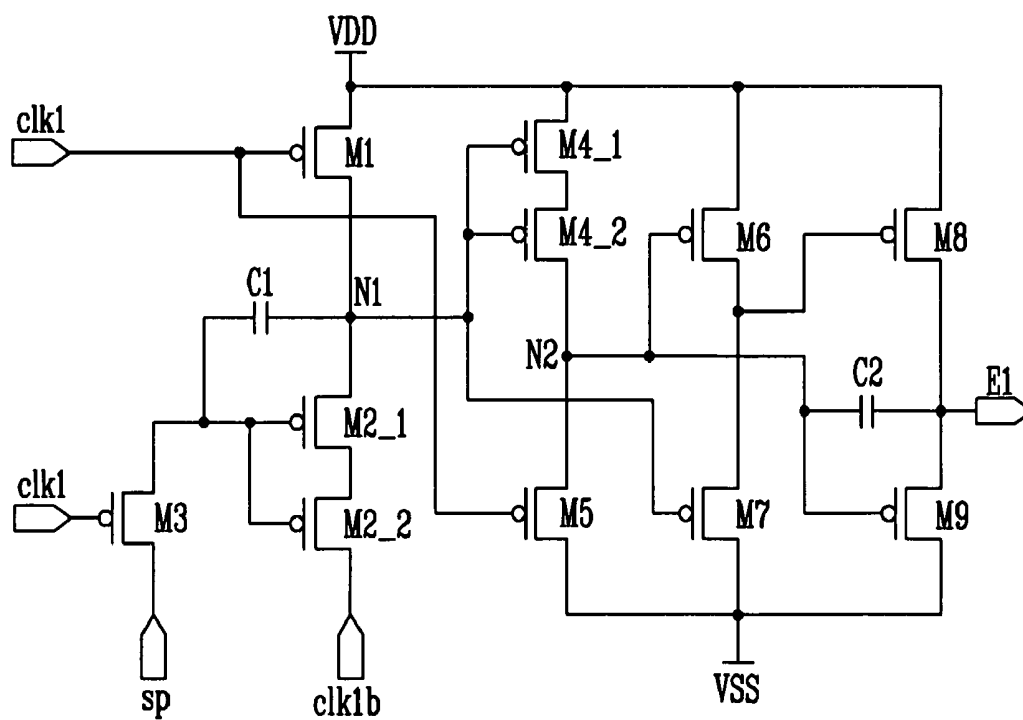 VDD
clk1
M1
M4_1
M4_2
M6
M8
C1
N1
N2
C2
E1
M2_1
clk1
M3
M2_2
M5
M7
M9
sp
clk1b
VSS